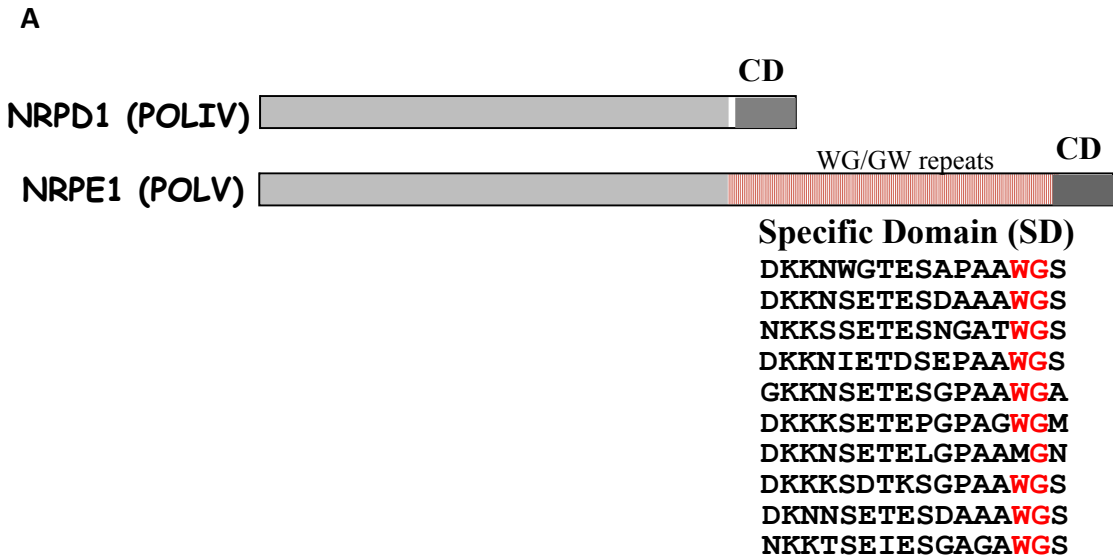 A
CD
NRPD1 (POLIV)
WG/GW repeats
CD
NRPE1 (POLV)
Specific Domain (SD)
DKKNWGTESAPAAWGS
DKKNSETESDAAAWGS
NKKSSETESNGATWGS
DKKNIETDSEPAAWGS
GKKNSETESGPAAWGA
DKKKSETEPGPAGWGM
DKKNSETELGPAAMGN
DKKKSDTKSGPAAWGS
DKNNSETESDAAAWGS
NKKTSEIESGAGAWGS